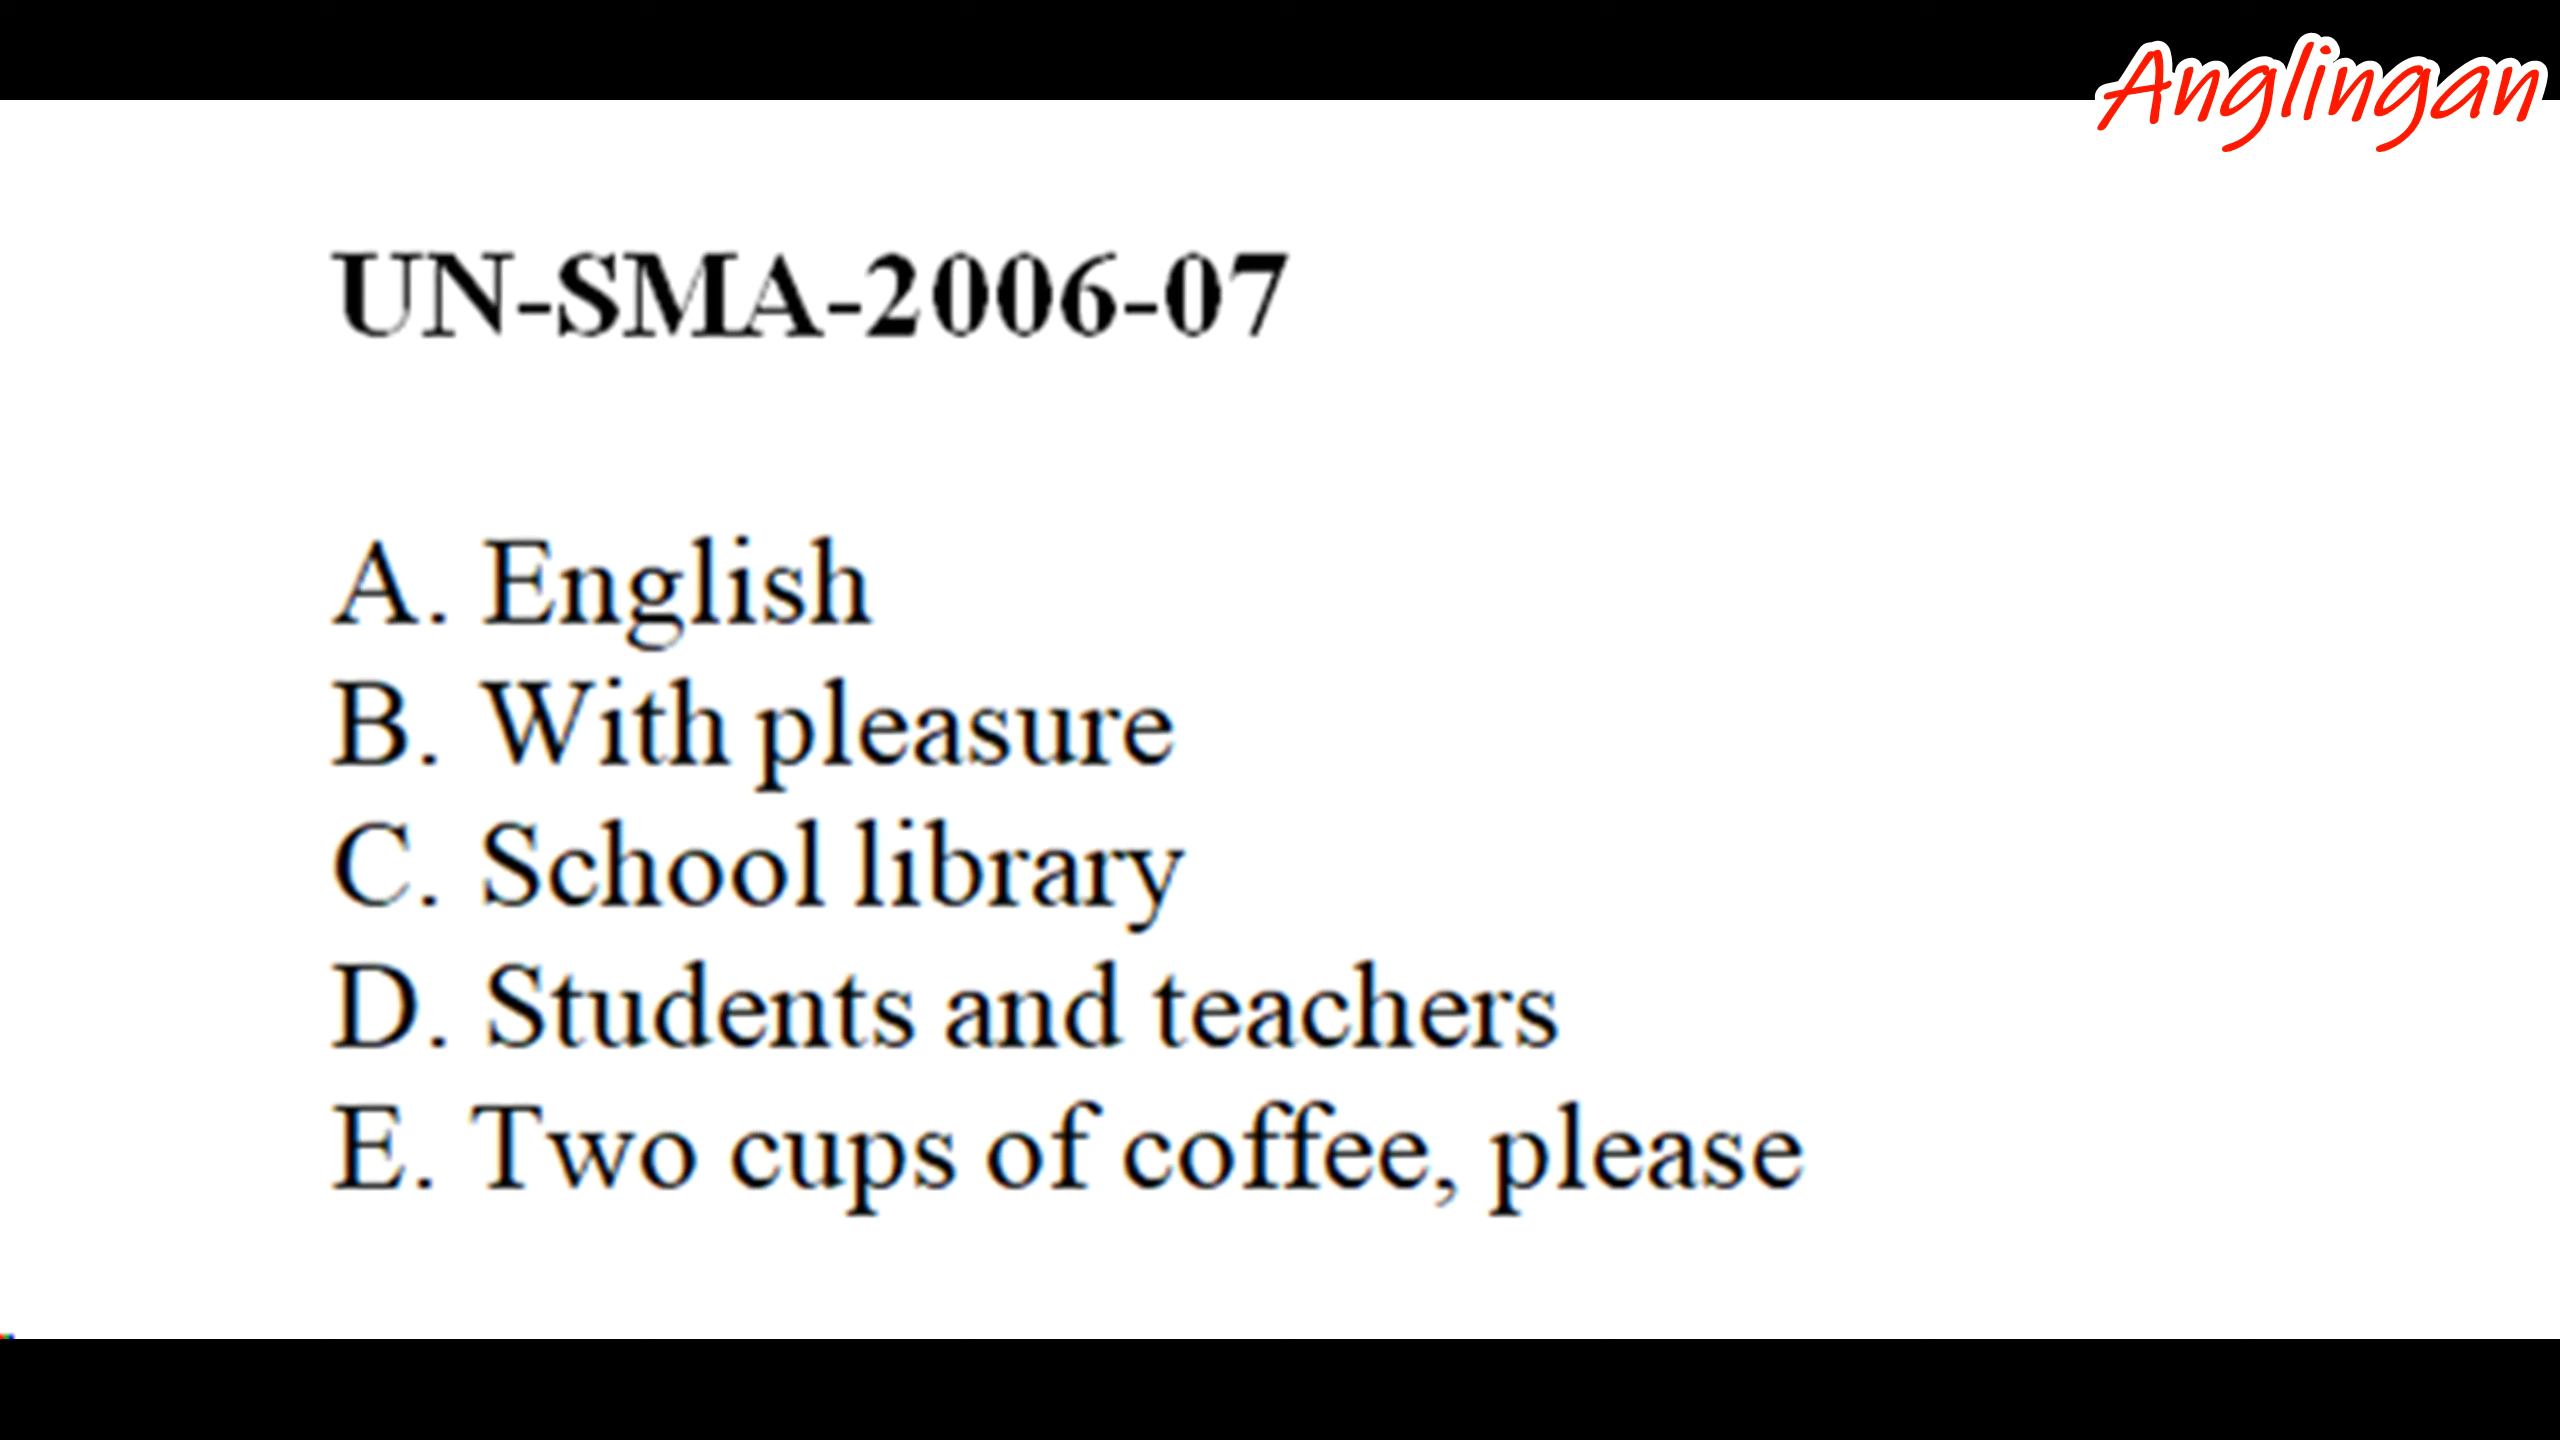 Anglingan
UN-SMA-2006-07
A. English
B. With pleasure
C. School library
D. Students and teachers
E. Two cups of coffee, please